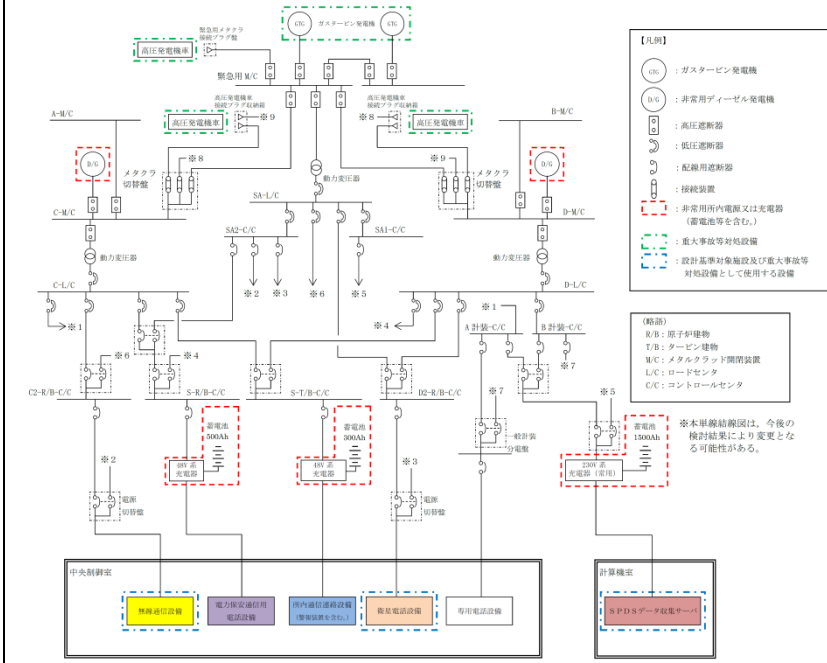 緊急用メタクラ
接続プラグ盤
ガスタービン発電機
GTG
GTG
高圧発電機車
緊急用M/C
高圧発電機車
接続プラグ収納箱
高圧発電機車
接続プラグ収納箱
A-M/C
B-M/C
高圧発電機車
※9
※8
高圧発電機車
D/G
※8
※9
D/G
メタクラ
切替盤
動力変圧器
メタクラ
切替盤
SA-L/C
C-M/C
D-M/C
SA2-C/C
SA1-C/C
動力変圧器
動力変圧器
※2
※3
※6
※5
C-L/C
D-L/C
※1
※4
※1
A計装-C/C
B計装-C/C
※7
※6
※4
※7
※5
C2-R/B-C/C
S-R/B-C/C
S-T/B-C/C
D2-R/B-C/C
蓄電池
500Ah
蓄電池
300Ah
蓄電池
1500Ah
一般計装
分電盤
48V系
充電器
48V系
充電器
230V系
充電器(常用)
※2
※3
電源
切替盤
電源
切替盤
中央制御室
計算機室
無線通信設備
電力保安通信用
電話設備
所内通信連絡設備
(警報装置を含む。)
衛星電話設備
専用電話設備
SPDSデータ収集サーバ
【凡例】
GTG
:ガスタービン発電機
D/G
:非常用ディーゼル発電機
:高圧遮断器
:低圧遮断器
:配線用遮断器
:接続装置
:非常用所内電源又は充電器
(蓄電池等を含む。)
:重大事故等対処設備
:設計基準対象施設及び重大事故等
対処設備として使用する設備
(略語)
R/B:原子炉建物
T/B:タービン建物
M/C:メタルクラッド開閉装置
L/C:ロードセンタ
C/C:コントロールセンタ
※本単線結線図は、今後の
検討結果により変更とな
る可能性がある。